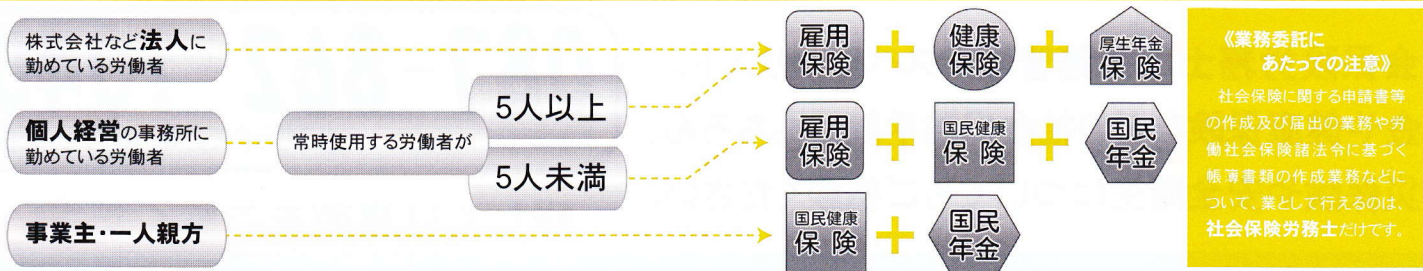 株式会社など法人に
勤めている労働者
個人経営の事務所に
勤めている労働者
事業主・一人親方
常時使用する労働者が
5人以上
5人未満
雇用
保険
+
健康
保険
+
厚生年金
保険
雇用
保険
+
国民健康
保険
+
国民
年金
国民健康
保険
+
国民
年金
《業務委託に
あたっての注意》
社会保険に関する申請書等
の作成及び届出の業務や労
働社会保険諸法令に基づく
帳簿書類の作成業務などに
ついて、業として行えるのは、
社会保険労務士だけです。